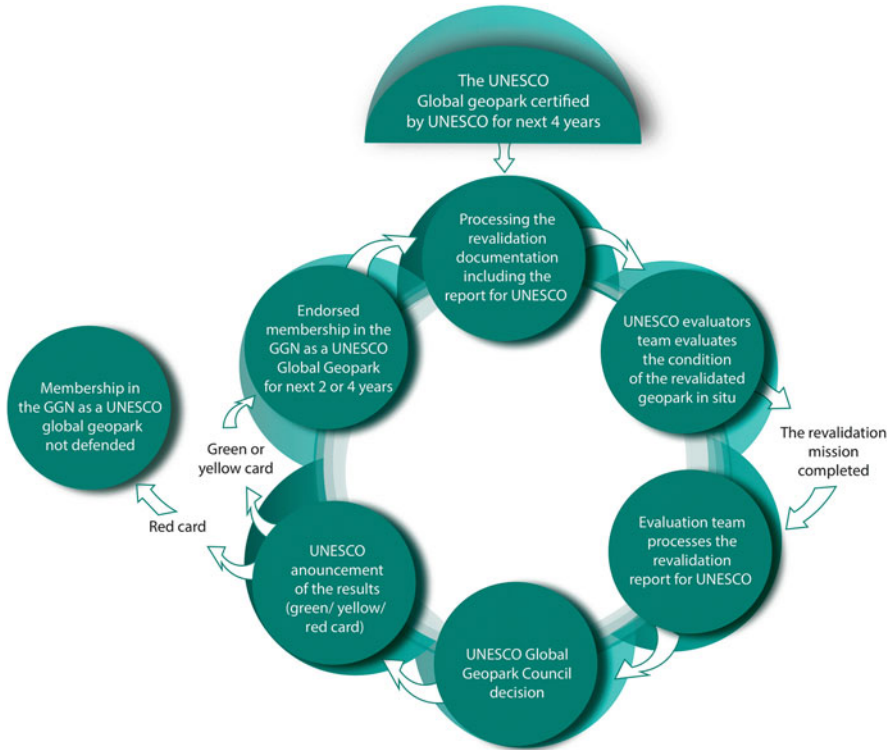 The UNESCO
Global geopark certified
by UNESCO for next 4 years
Processing the
revalidation
documentation
including the
report for UNESCO
UNESCO evaluators
team evaluates
the condition
of the revalidated
geopark in situ
The revalidation
mission
completed
Evaluation team
processes the
revalidation
report for UNESCO
UNESCO Global
Geopark Council
decision
UNESCO
anouncement
of the results
(green/ yellow/
red card)
Green or
yellow card
Endorsed
membership in the
GGN as a UNESCO
Global Geopark
for next 2 or 4 years
Red card
Membership in
the GGN as a UNESCO
global geopark
not defended